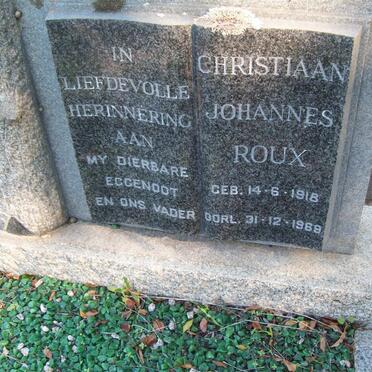 IN
LIEFDEVOLLE
HERINNERING
AAN
MY DIERBARE
EGGENOOT
EN ONS VADER
CHRISTIAAN
JOHANNES
ROUX
GEB. 14-6-1918
OORL. 31-12-1969